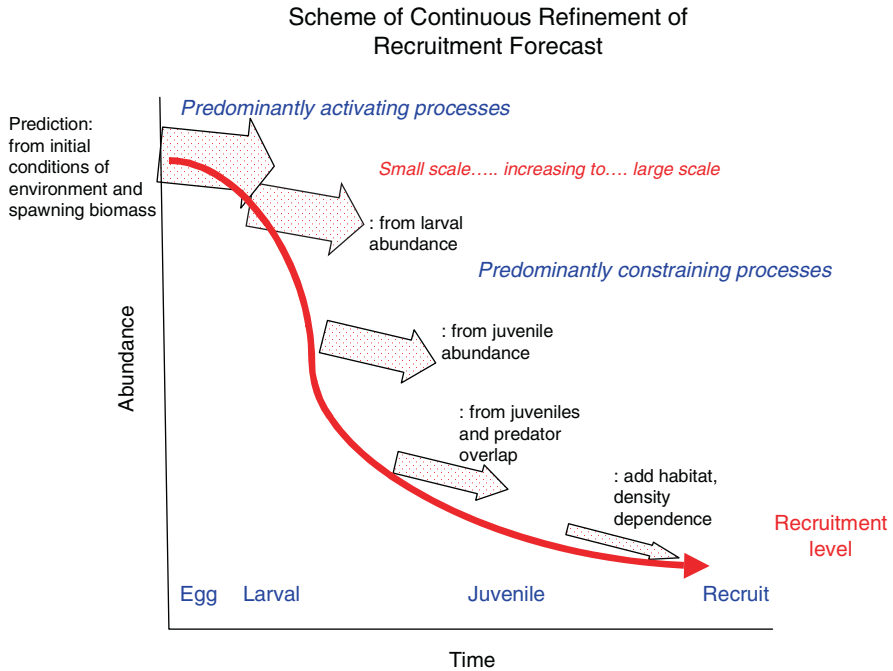 Scheme of Continuous Refinement of
Recruitment Forecast
Predominantly activating processes
Prediction:
from initial
conditions of
environment and
spawning biomass
Small scale..... increasing to.... large scale
: from larval
abundance
Predominantly constraining processes
Abundance
: from juvenile
abundance
: from juveniles
and predator
overlap
: add habitat,
density
dependence
Recruitment
level
Egg
Larval
Juvenile
Recruit
Time